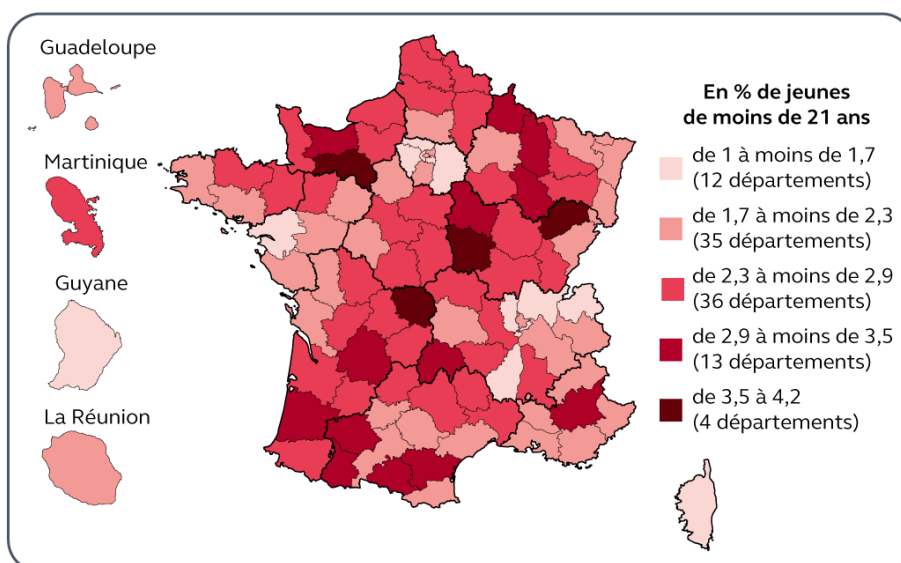 Guadeloupe
Martinique
Guyane
La Réunion
En % de jeunes
de moins de 21 ans
de 1 à moins de 1,7
(12 départements)
de 1,7 à moins de 2,3
(35 départements)
de 2,3 à moins de 2,9
(36 départements)
de 2,9 à moins de 3,5
(13 départements)
de 3,5 à 4,2
(4 départements)